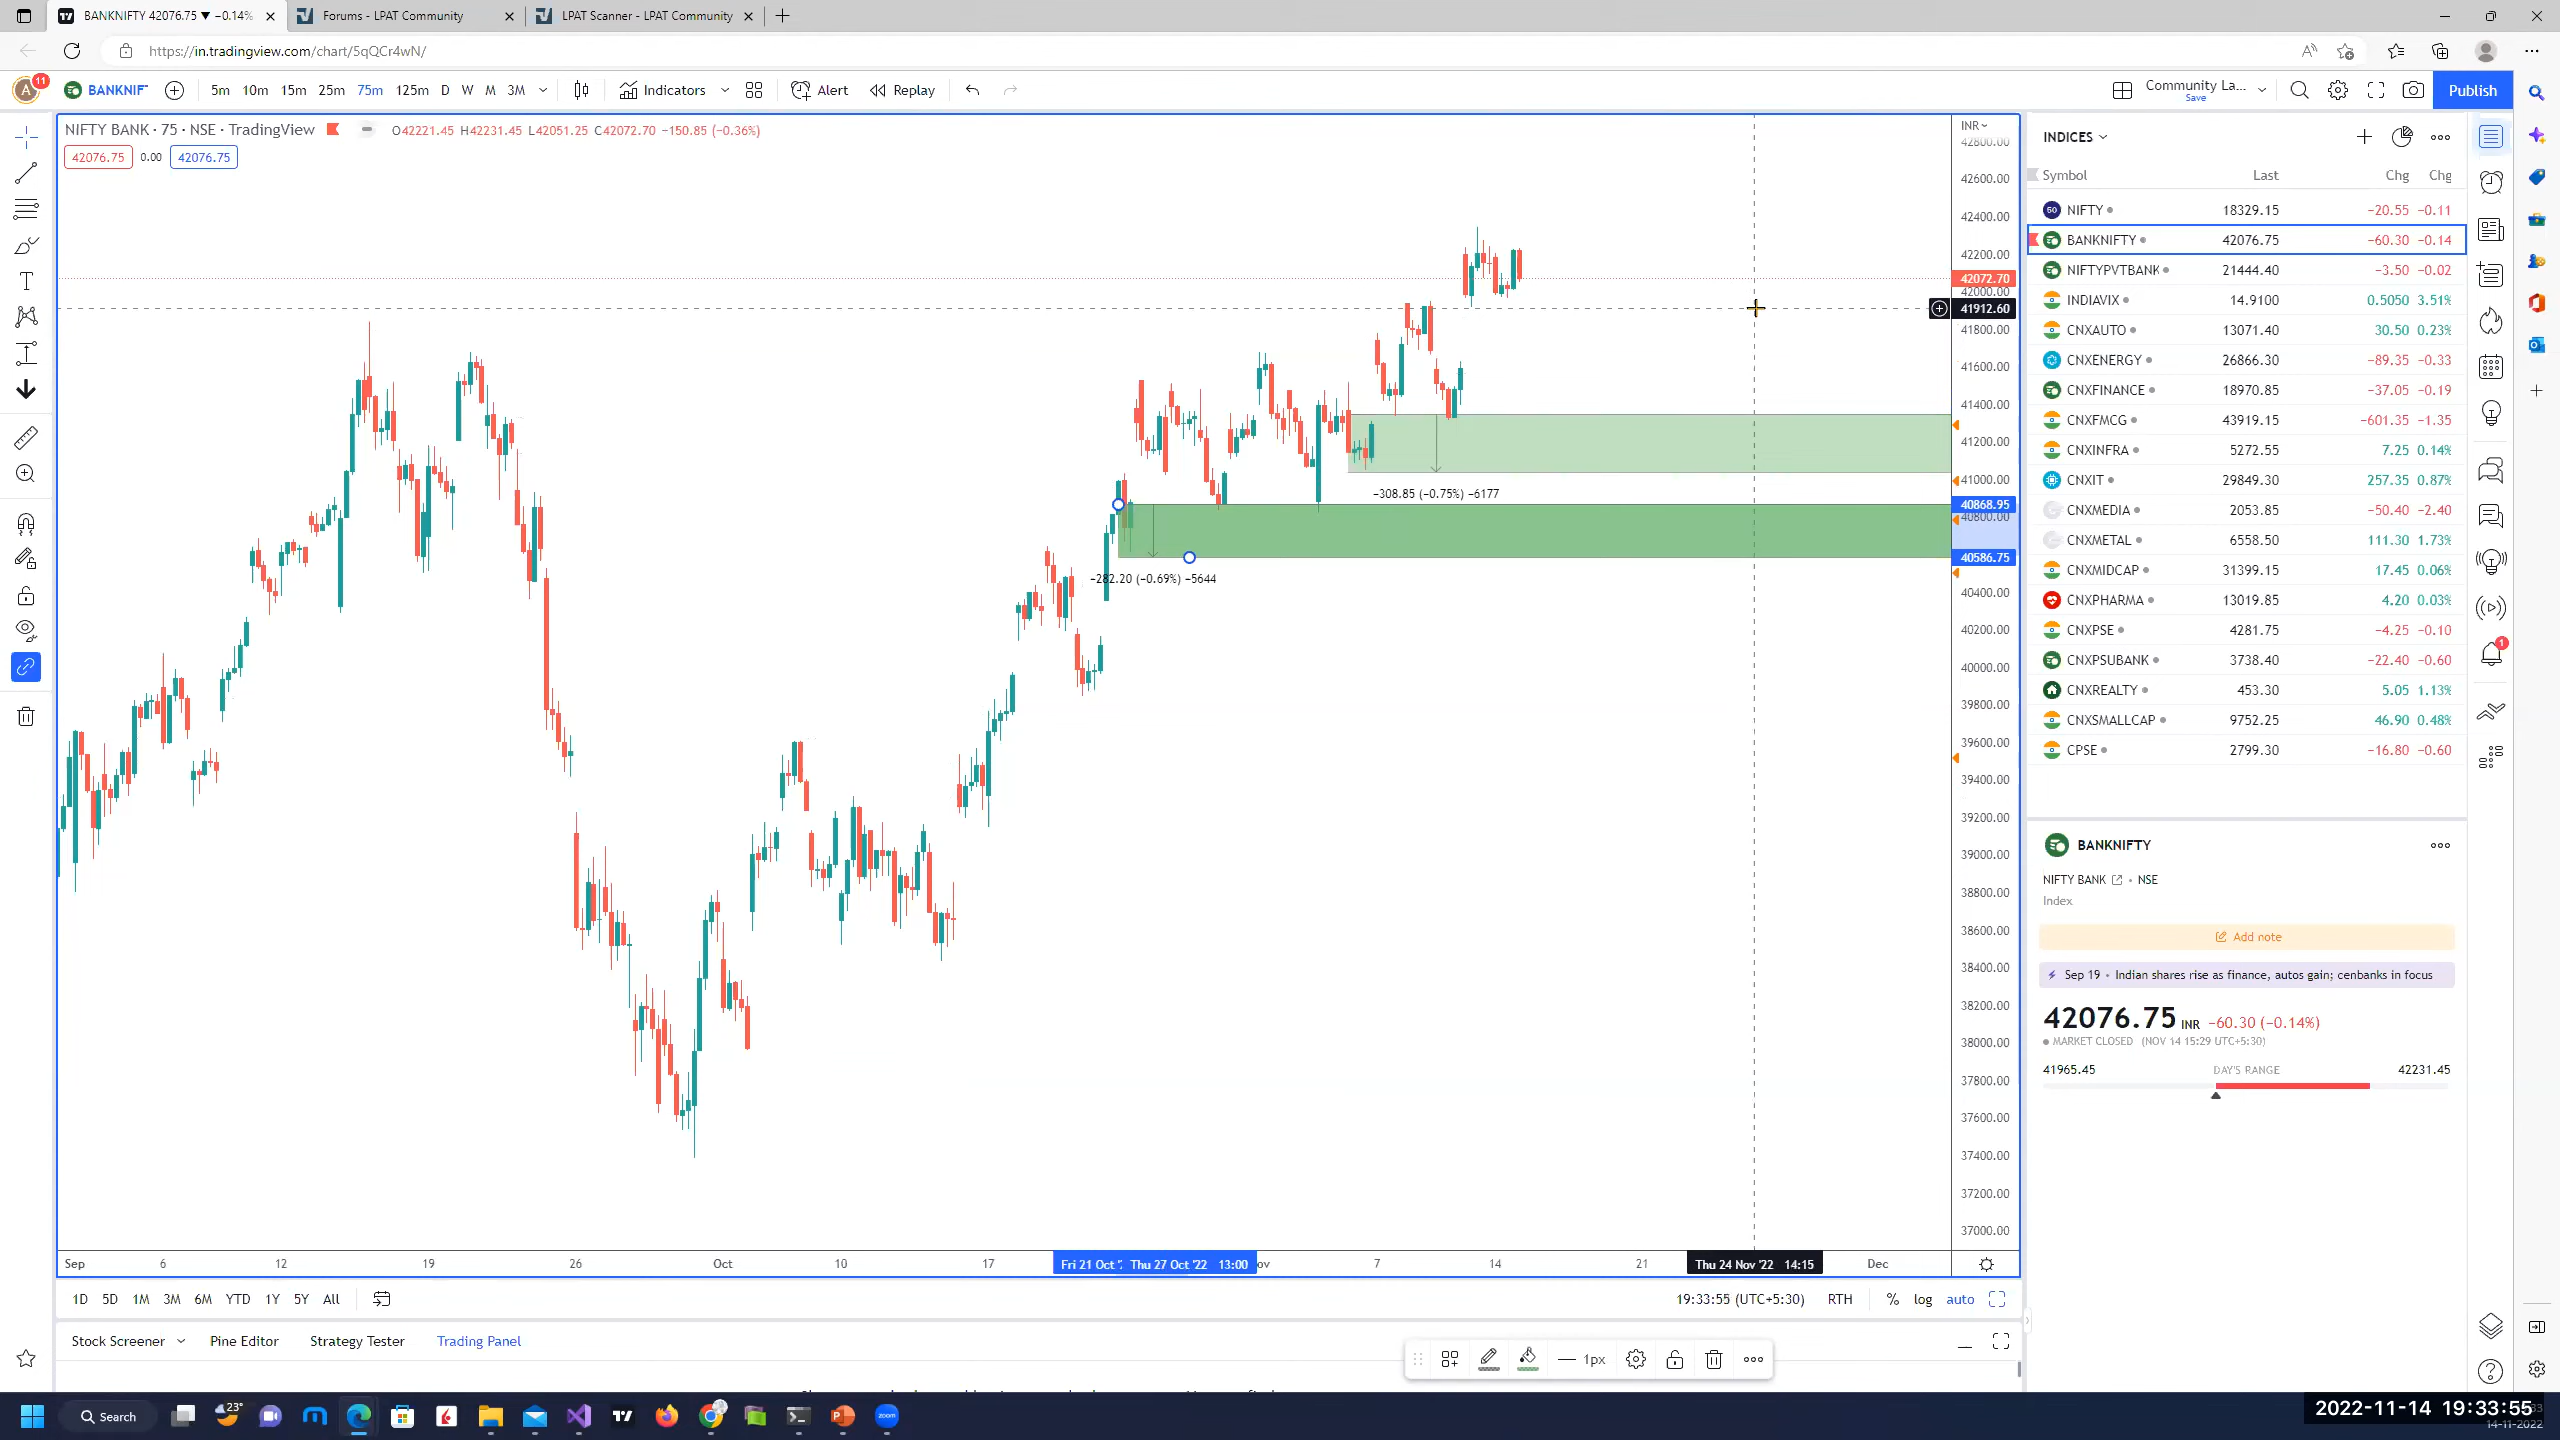 BANKNIFTY 42076.75 ▼ −0.14%
Forums - LPAT Community
LPAT Scanner - LPAT Community
https://in.tradingview.com/chart/5qQCr4wN/
A 11
BANKNIF
5m 10m 15m 25m 75m 125m D W M 3M
Indicators
Alert
Replay
Community La...
Save
Publish
NIFTY BANK · 75 · NSE · TradingView
O42221.45 H42231.45 L42051.25 C42072.70 −150.85 (−0.36%)
42076.75 0.00 42076.75
INR
42800.00
42600.00
42400.00
42200.00
42072.70
42000.00
41912.60
41800.00
41600.00
41400.00
41200.00
41000.00
40868.95
40800.00
40586.75
40400.00
40200.00
40000.00
39800.00
39600.00
39400.00
39200.00
39000.00
38800.00
38600.00
38400.00
38200.00
38000.00
37800.00
37600.00
37400.00
37200.00
37000.00
−308.85 (−0.75%) −6177
−282.20 (−0.69%) −5644
Sep 6 12 19 26 Oct 10 17 Fri 21 Oct ' Thu 27 Oct '22 13:00 ov 7 14 21 Thu 24 Nov '22 14:15 Dec
1D 5D 1M 3M 6M YTD 1Y 5Y All
19:33:55 (UTC+5:30) RTH % log auto
Stock Screener Pine Editor Strategy Tester Trading Panel
1px
INDICES
Symbol Last Chg Chg
50 NIFTY 18329.15 −20.55 −0.11
BANKNIFTY 42076.75 −60.30 −0.14
NIFTYPVTBANK 21444.40 −3.50 −0.02
INDIAVIX 14.9100 0.5050 3.51%
CNXAUTO 13071.40 30.50 0.23%
CNXENERGY 26866.30 −89.35 −0.33
CNXFINANCE 18970.85 −37.05 −0.19
CNXFMCG 43919.15 −601.35 −1.35
CNXINFRA 5272.55 7.25 0.14%
CNXIT 29849.30 257.35 0.87%
CNXMEDIA 2053.85 −50.40 −2.40
CNXMETAL 6558.50 111.30 1.73%
CNXMIDCAP 31399.15 17.45 0.06%
CNXPHARMA 13019.85 4.20 0.03%
CNXPSE 4281.75 −4.25 −0.10
CNXPSUBANK 3738.40 −22.40 −0.60
CNXREALTY 453.30 5.05 1.13%
CNXSMALLCAP 9752.25 46.90 0.48%
CPSE 2799.30 −16.80 −0.60
BANKNIFTY
NIFTY BANK · NSE
Index
Add note
Sep 19 · Indian shares rise as finance, autos gain; cenbanks in focus
42076.75 INR −60.30 (−0.14%)
MARKET CLOSED (NOV 14 15:29 UTC+5:30)
41965.45 DAY'S RANGE 42231.45
1
Search
23°
zoom
2022-11-14 19:33:55
14-11-2022